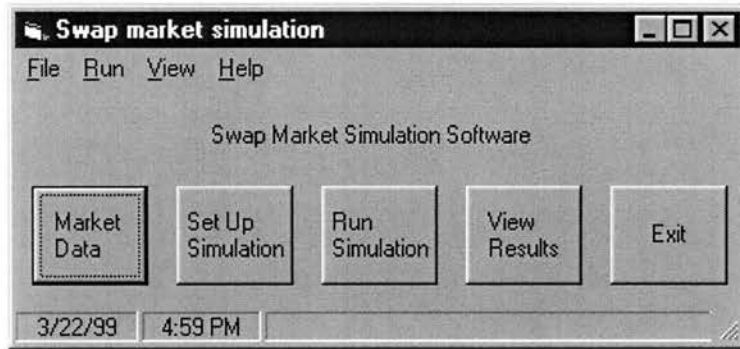 Swap market simulation
File Run View Help
Swap Market Simulation Software
Market Data
Set Up Simulation
Run Simulation
View Results
Exit
3/22/99 4:59 PM